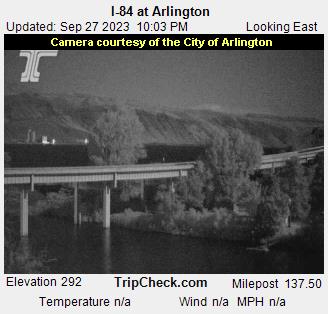 I-84 at Arlington
Updated: Sep 27 2023 10:03 PM Looking East
Camera courtesy of the City of Arlington
Elevation 292 TripCheck.com Milepost 137.50
Temperature n/a Wind n/a MPH n/a